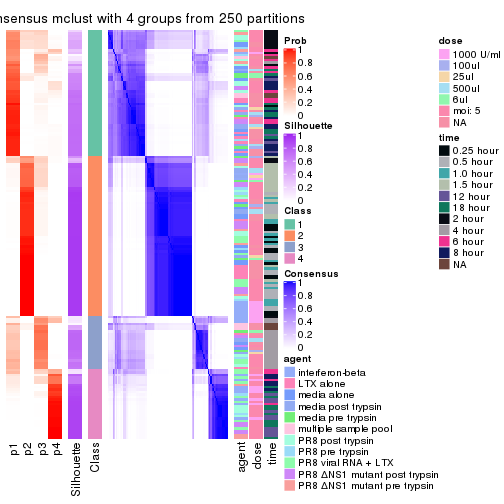 nsensus mclust with 4 groups from 250 partitions
Prob
1
0.8
0.6
0.4
0.2
0
Silhouette
1
0.8
0.6
0.4
0.2
0
Class
1
2
3
4
Consensus
1
0.8
0.6
0.4
0.2
0
agent
interferon-beta
LTX alone
media alone
media post trypsin
media pre trypsin
multiple sample pool
PR8 post trypsin
PR8 pre trypsin
PR8 viral RNA + LTX
PR8 ΔNS1 mutant post trypsin
PR8 ΔNS1 mutant pre trypsin
dose
1000 U/ml
100ul
25ul
500ul
6ul
moi: 5
NA
time
0.25 hour
0.5 hour
1.0 hour
1.5 hour
12 hour
18 hour
2 hour
4 hour
6 hour
8 hour
NA
p1
p2
p3
p4
Silhouette
Class
agent
dose
time